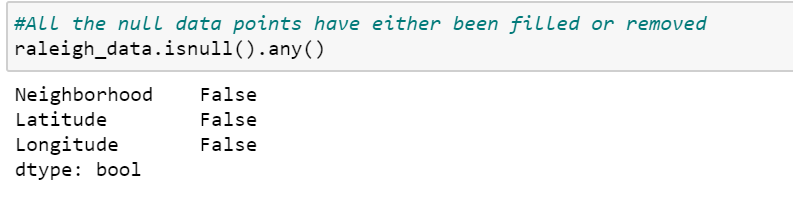 #All the null data points have either been filled or removed
raleigh_data.isnull().any()
Neighborhood    False
Latitude        False
Longitude       False
dtype: bool